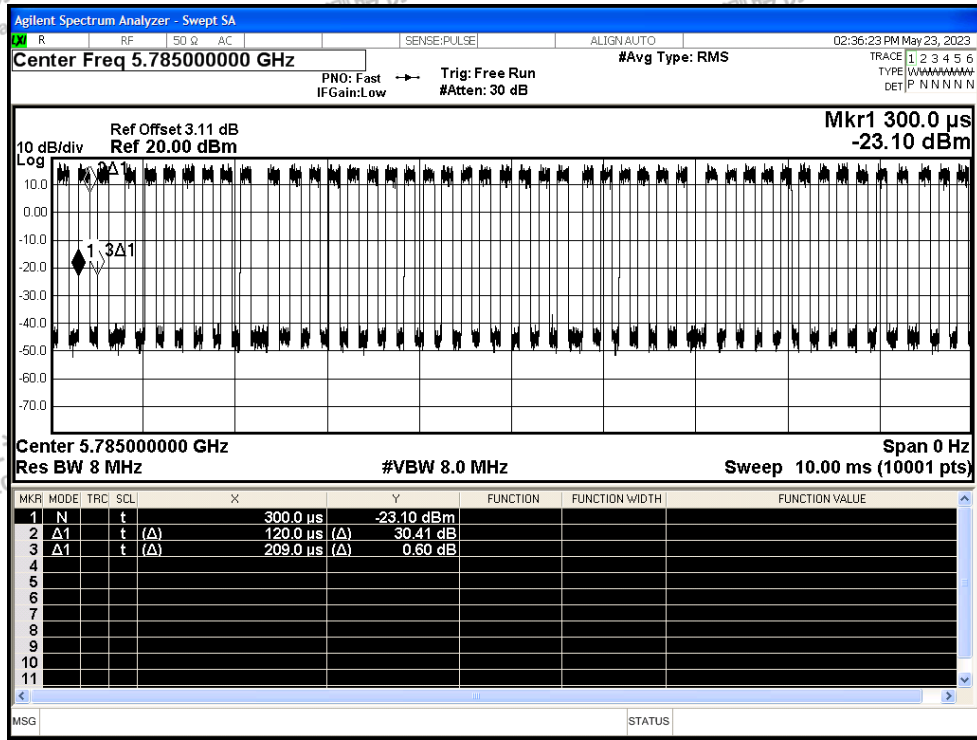 Agilent Spectrum Analyzer - Swept SA
LXI R RF 50 Ω AC SENSE:PULSE ALIGN AUTO 02:36:23 PM May 23, 2023
Center Freq 5.785000000 GHz #Avg Type: RMS TRACE 1 2 3 4 5 6
PNO: Fast Trig: Free Run TYPE WWWWWW
IFGain:Low #Atten: 30 dB DET P N N N N N
Mkr1 300.0 µs
Ref Offset 3.11 dB
10 dB/div Ref 20.00 dBm -23.10 dBm
Log
2Δ1
10.0
0.00
-10.0
1 3Δ1
-20.0
-30.0
-40.0
-50.0
-60.0
-70.0
Center 5.785000000 GHz Span 0 Hz
Res BW 8 MHz #VBW 8.0 MHz Sweep 10.00 ms (10001 pts)
MKR MODE TRC SCL X Y FUNCTION FUNCTION WIDTH FUNCTION VALUE
1 N t 300.0 µs -23.10 dBm
2 Δ1 t (Δ) 120.0 µs (Δ) 30.41 dB
3 Δ1 t (Δ) 209.0 µs (Δ) 0.60 dB
4
5
6
7
8
9
10
11
MSG STATUS